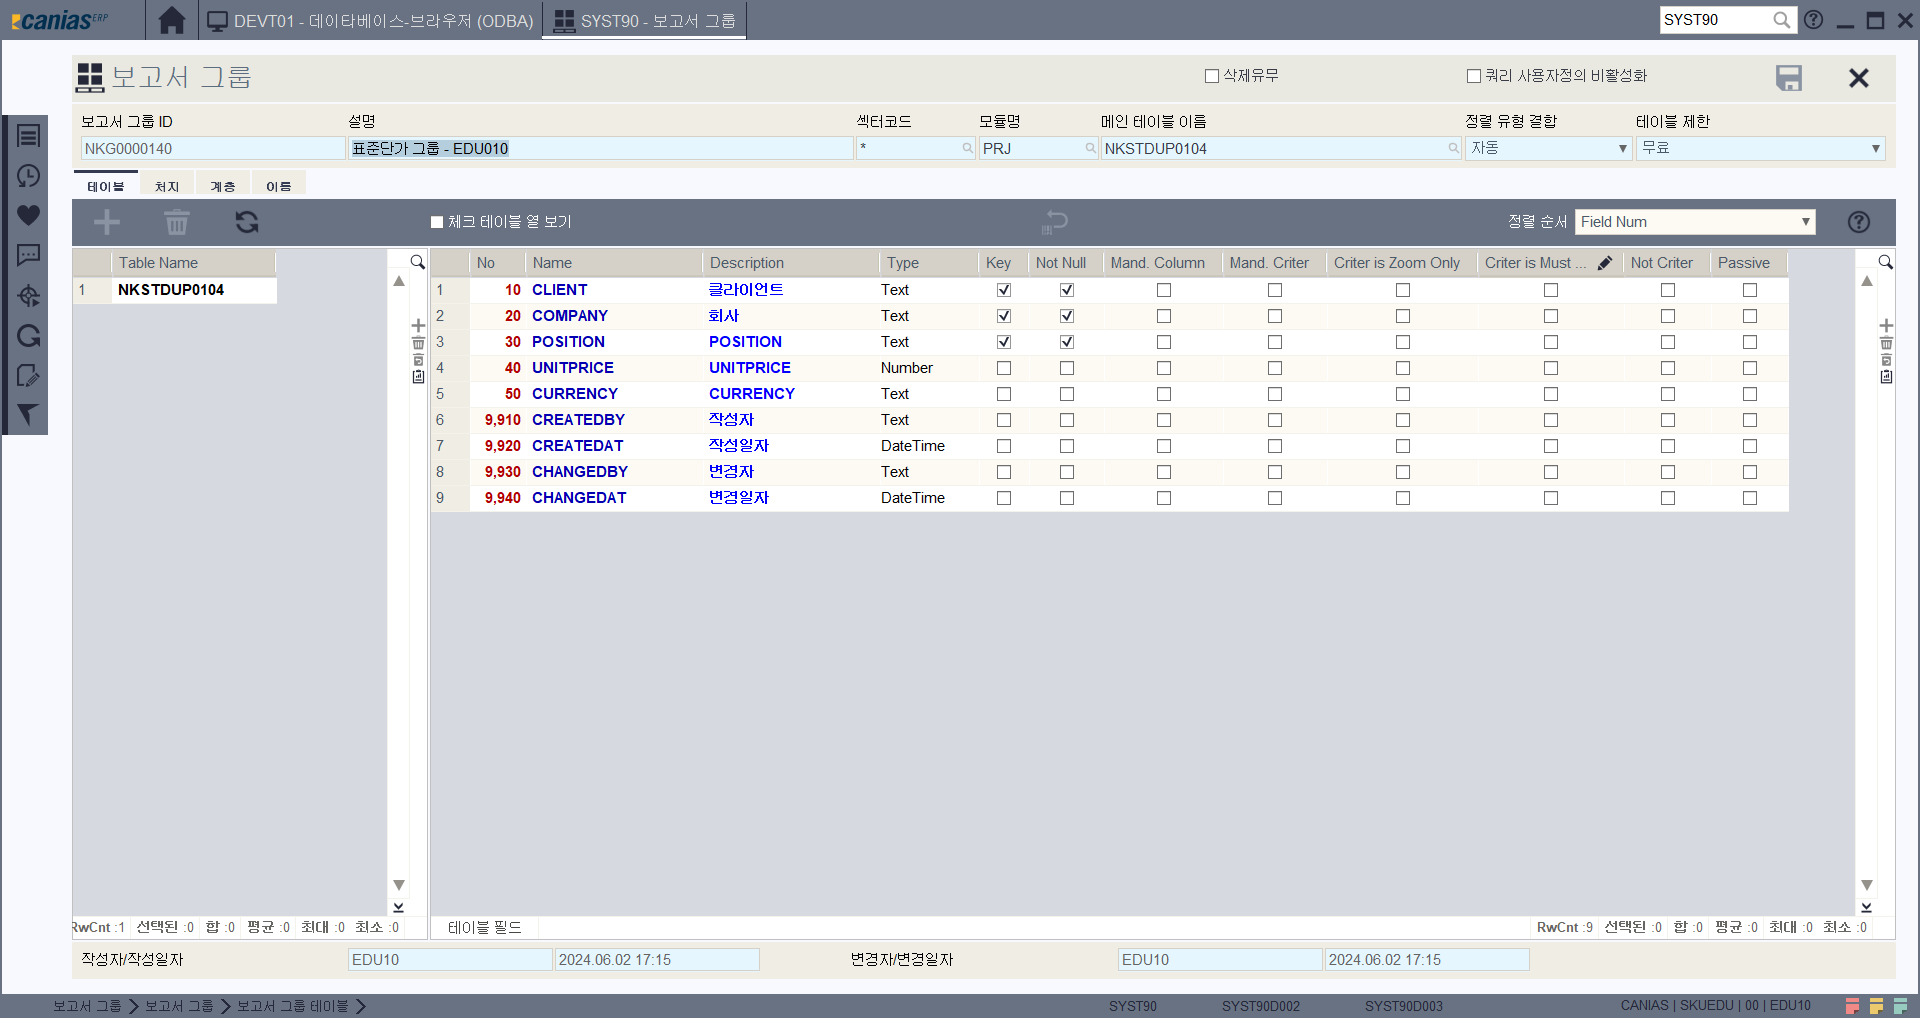 canias ERP
DEVT01 - 데이타베이스-브라우저 (ODBA)
SYST90 - 보고서 그룹
SYST90
보고서 그룹
삭제유무
쿼리 사용자정의 비활성화
보고서 그룹 ID
설명
섹터코드
모듈명
메인 테이블 이름
정렬 유형 결합
테이블 제한
NKG0000140
표준단가 그룹 - EDU010
*
PRJ
NKSTDUP0104
자동
무료
테이블
처지
계층
이름
체크 테이블 열 보기
정렬 순서
Field Num
Table Name
1 NKSTDUP0104
No Name Description Type Key Not Null Mand. Column Mand. Criter Criter is Zoom Only Criter is Must ... Not Criter Passive
1 10 CLIENT 클라이언트 Text
2 20 COMPANY 회사 Text
3 30 POSITION POSITION Text
4 40 UNITPRICE UNITPRICE Number
5 50 CURRENCY CURRENCY Text
6 9,910 CREATEDBY 작성자 Text
7 9,920 CREATEDAT 작성일자 DateTime
8 9,930 CHANGEDBY 변경자 Text
9 9,940 CHANGEDAT 변경일자 DateTime
RwCnt :1 선택된 :0 합 :0 평균 :0 최대 :0 최소 :0
테이블 필드
RwCnt :9 선택된 :0 합 :0 평균 :0 최대 :0 최소 :0
작성자/작성일자
EDU10
2024.06.02 17:15
변경자/변경일자
EDU10
2024.06.02 17:15
보고서 그룹
보고서 그룹
보고서 그룹 테이블
SYST90
SYST90D002
SYST90D003
CANIAS | SKUEDU | 00 | EDU10